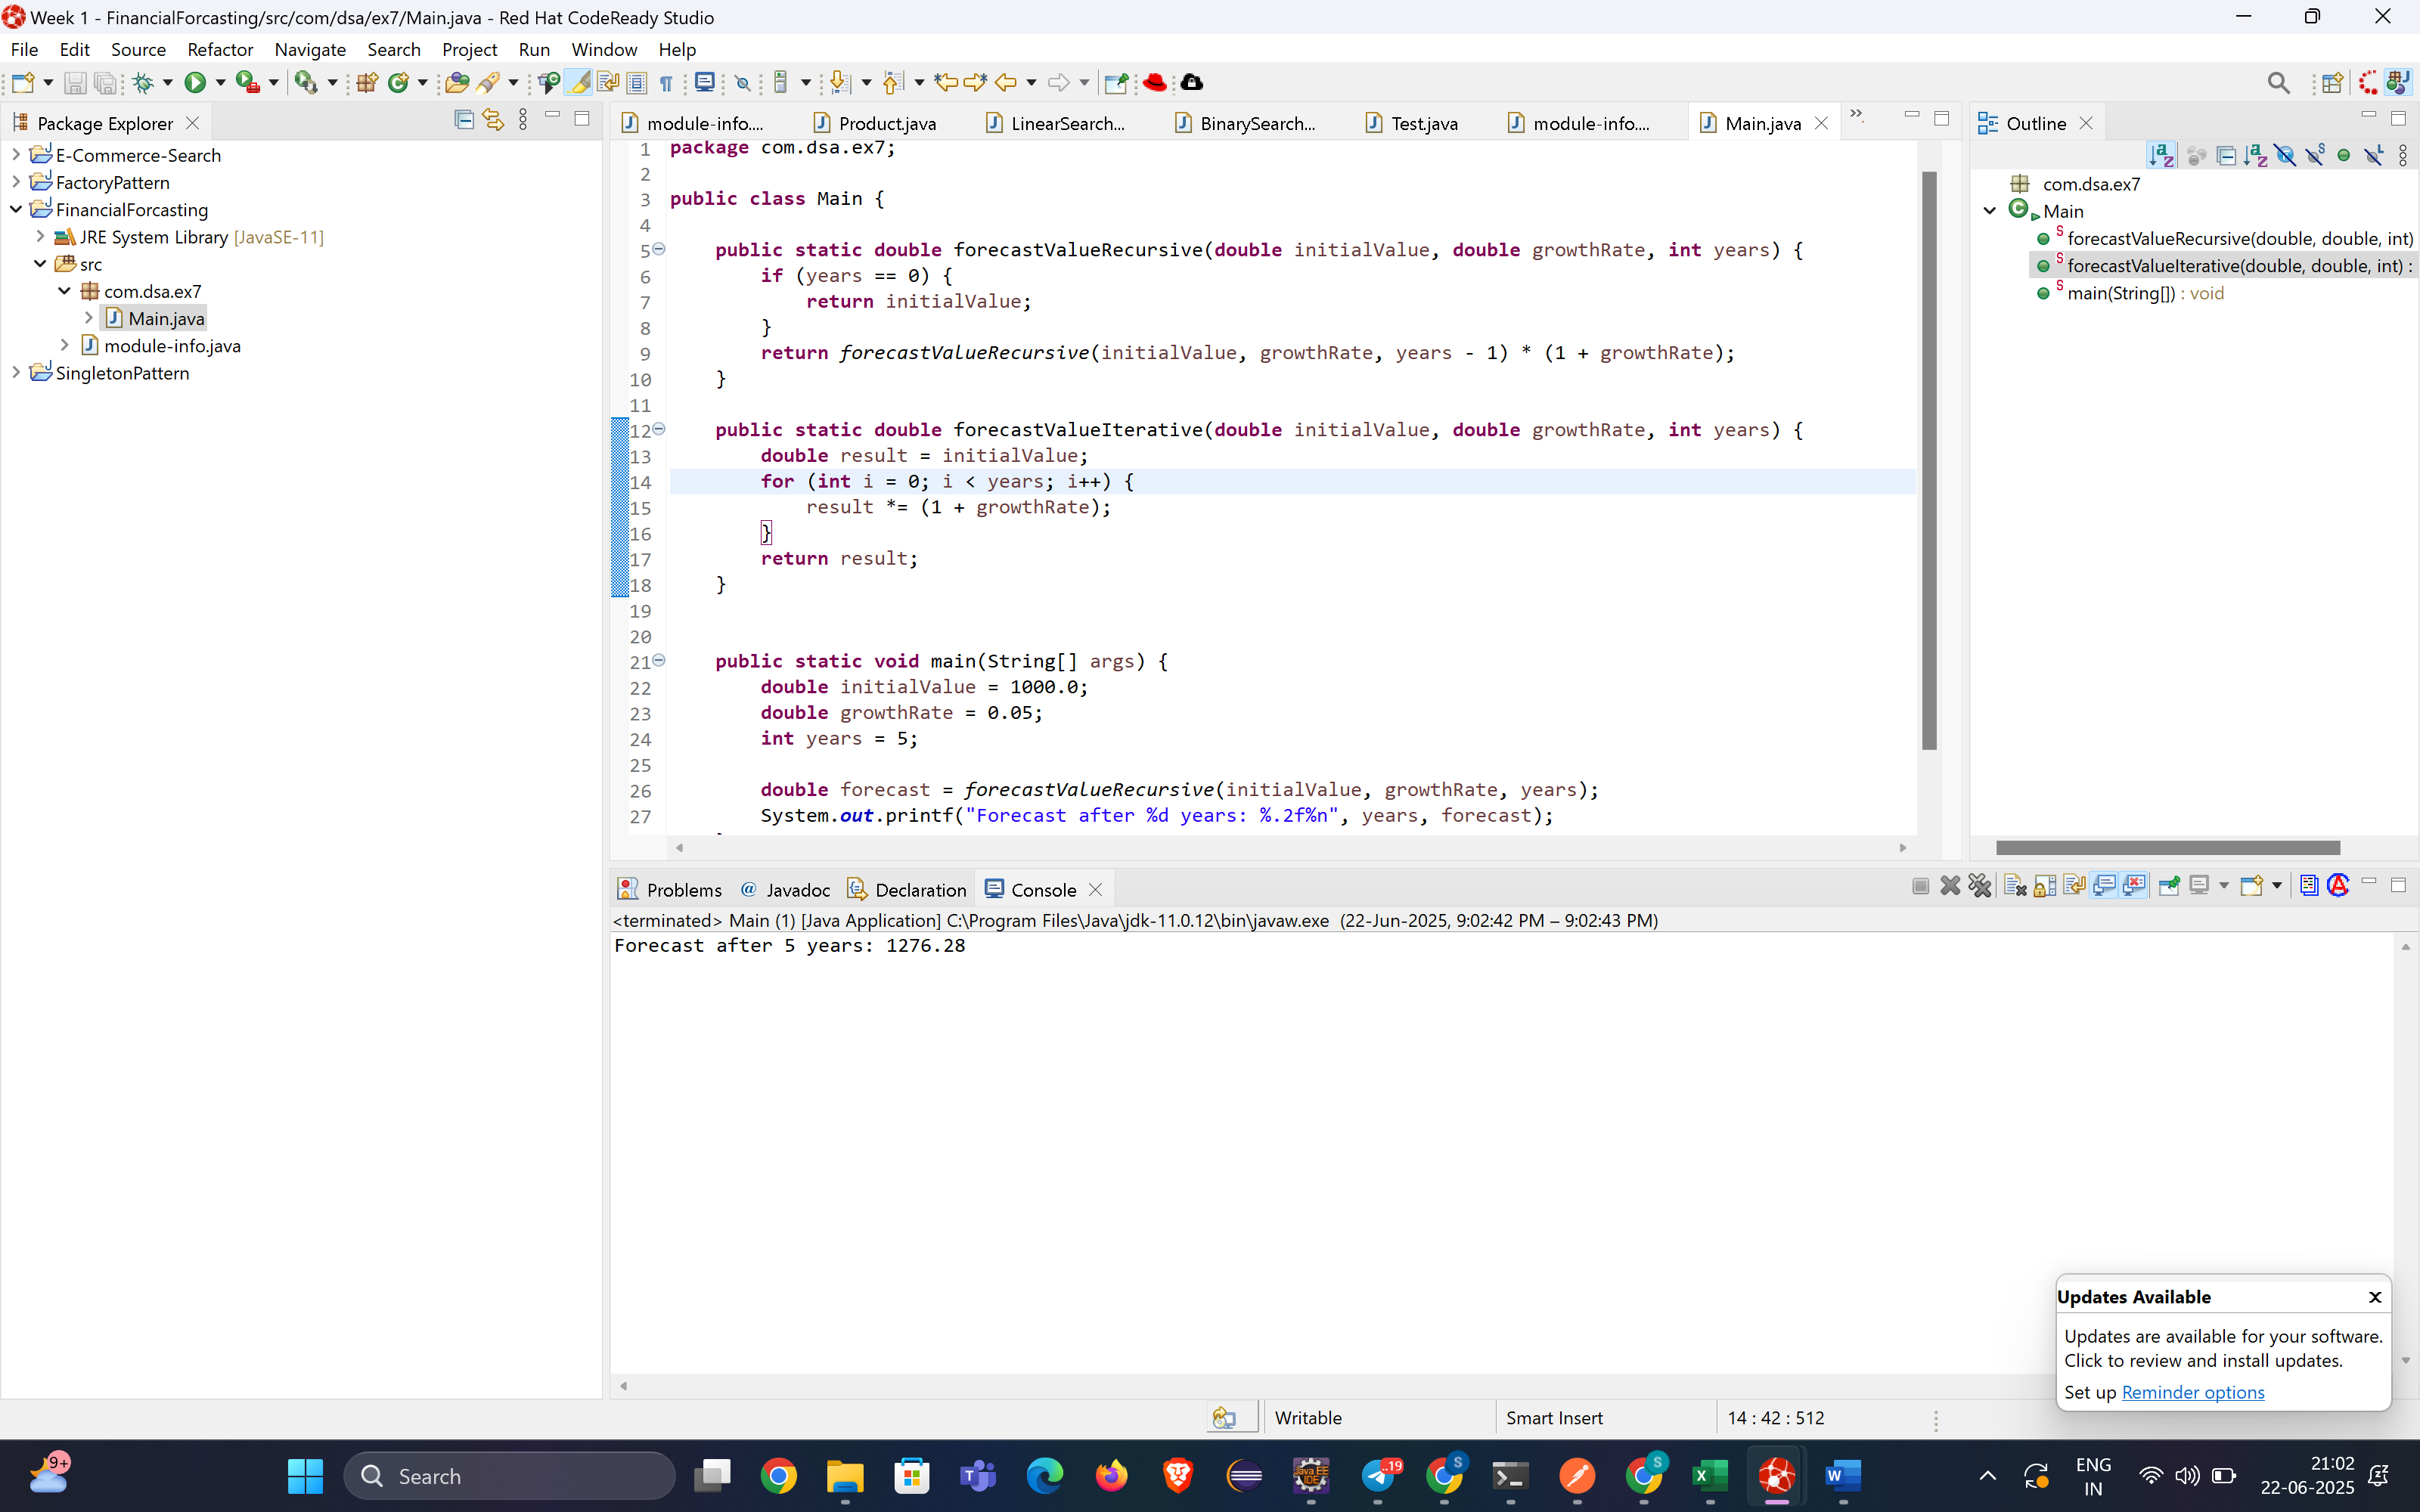 Week 1 - FinancialForcasting/src/com/dsa/ex7/Main.java - Red Hat CodeReady Studio
File Edit Source Refactor Navigate Search Project Run Window Help
Package Explorer
E-Commerce-Search
FactoryPattern
FinancialForcasting
JRE System Library [JavaSE-11]
src
com.dsa.ex7
Main.java
module-info.java
SingletonPattern
module-info.... Product.java LinearSearch... BinarySearch... Test.java module-info.... Main.java
1 package com.dsa.ex7;
2
3 public class Main {
4
5 public static double forecastValueRecursive(double initialValue, double growthRate, int years) {
6 if (years == 0) {
7 return initialValue;
8 }
9 return forecastValueRecursive(initialValue, growthRate, years - 1) * (1 + growthRate);
10 }
11
12 public static double forecastValueIterative(double initialValue, double growthRate, int years) {
13 double result = initialValue;
14 for (int i = 0; i < years; i++) {
15 result *= (1 + growthRate);
16 }
17 return result;
18 }
19
20
21 public static void main(String[] args) {
22 double initialValue = 1000.0;
23 double growthRate = 0.05;
24 int years = 5;
25
26 double forecast = forecastValueRecursive(initialValue, growthRate, years);
27 System.out.printf("Forecast after %d years: %.2f%n", years, forecast);
Outline
com.dsa.ex7
Main
forecastValueRecursive(double, double, int)
forecastValueIterative(double, double, int) :
main(String[]) : void
Problems Javadoc Declaration Console
<terminated> Main (1) [Java Application] C:\Program Files\Java\jdk-11.0.12\bin\javaw.exe (22-Jun-2025, 9:02:42 PM – 9:02:43 PM)
Forecast after 5 years: 1276.28
Updates Available
Updates are available for your software.
Click to review and install updates.
Set up Reminder options
Writable Smart Insert 14 : 42 : 512
9+
Search
19
ENG
IN
21:02
22-06-2025